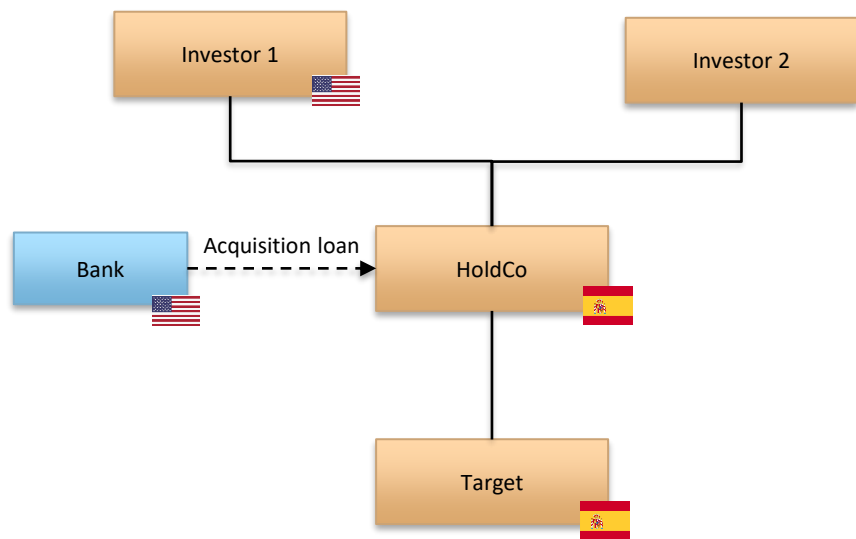 Investor 1
Investor 2
Acquisition loan
Bank
HoldCo
Target